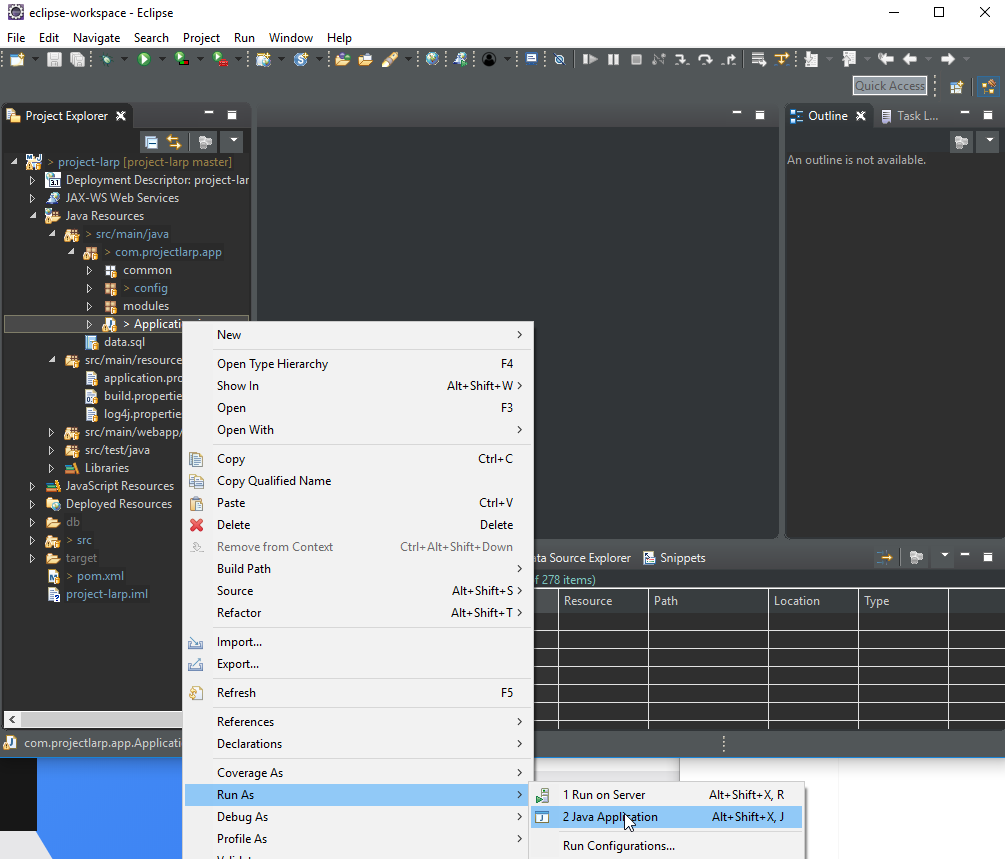 eclipse-workspace - Eclipse
File Edit Navigate Search Project Run Window Help
Quick Access
Project Explorer
Outline
Task L...
An outline is not available.
> project-larp [project-larp master]
Deployment Descriptor: project-lar
3.1
JAX-WS Web Services
Java Resources
> src/main/java
> com.projectlarp.app
common
> config
modules
> Applicati
data.sql
src/main/resource
application.pro
build.propertie
log4j.propertie
src/main/webapp/
src/test/java
Libraries
JavaScript Resources
Deployed Resources
db
> src
target
> pom.xml
project-larp.iml
com.projectlarp.app.Applicati
New
Open Type Hierarchy F4
Show In Alt+Shift+W
Open F3
Open With
Copy Ctrl+C
Copy Qualified Name
Paste Ctrl+V
Delete Delete
Remove from Context Ctrl+Alt+Shift+Down
Build Path
Source Alt+Shift+S
Refactor Alt+Shift+T
Import...
Export...
Refresh F5
References
Declarations
Coverage As
Run As
Debug As
Profile As
ata Source Explorer
Snippets
of 278 items)
Resource Path Location Type
1 Run on Server Alt+Shift+X, R
2 Java Application Alt+Shift+X, J
Run Configurations...